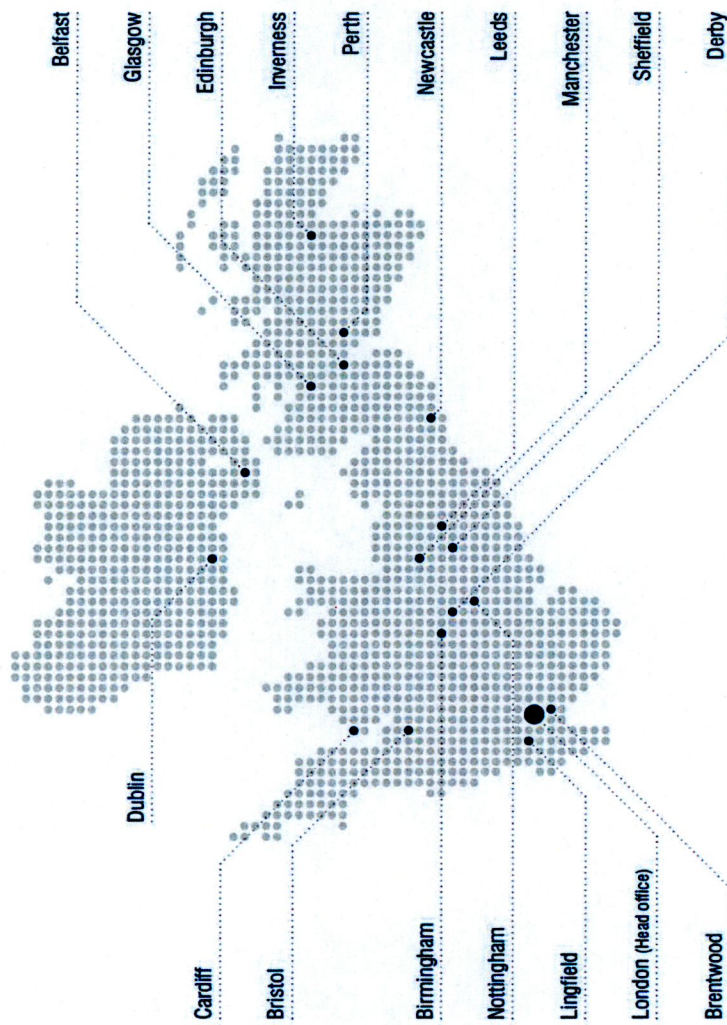 Belfast
Glasgow
Edinburgh
Inverness
Perth
Newcastle
Leeds
Manchester
Sheffield
Derby
Dublin
Cardiff
Bristol
Birmingham
Nottingham
Lingfield
London (Head office)
Brentwood